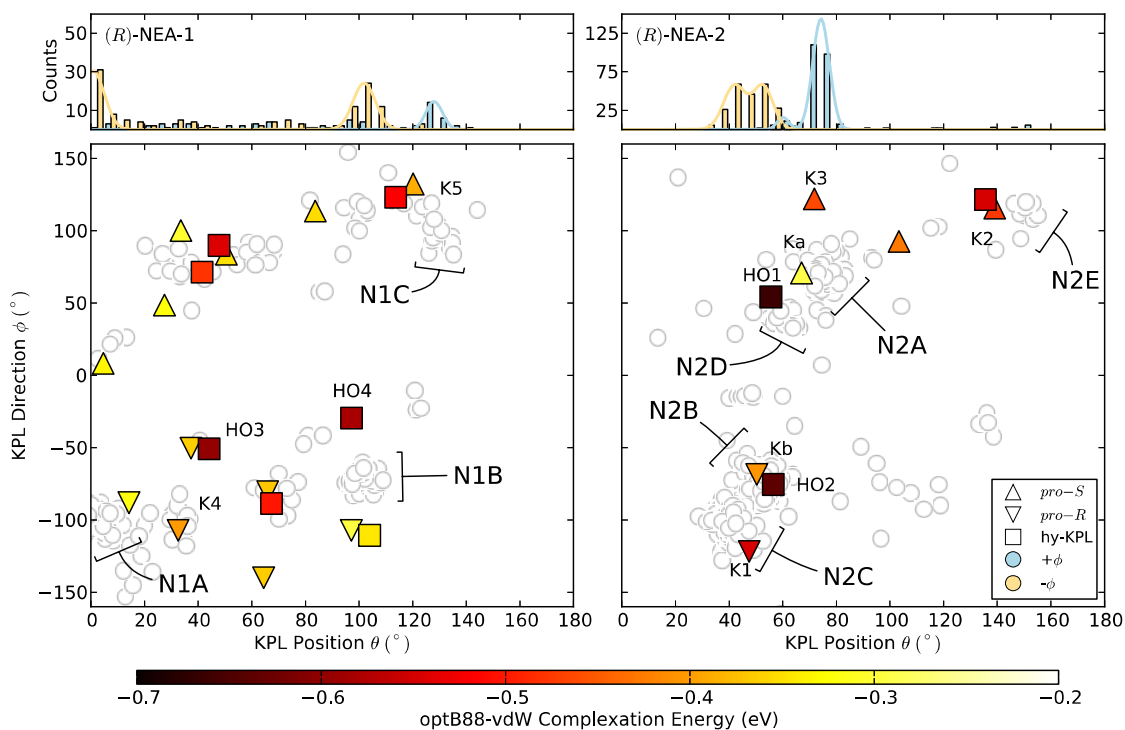 (R)-NEA-1
(R)-NEA-2
Counts
50
30
10
125
75
25
KPL Direction ϕ (°)
150
100
50
0
−50
−100
−150
K5
N1C
HO4
HO3
N1B
K4
N1A
K3
Ka
K2
HO1
N2E
N2A
N2D
N2B
Kb
HO2
K1
N2C
pro−S
pro−R
hy-KPL
+ϕ
-ϕ
0 20 40 60 80 100 120 140 160 180
0 20 40 60 80 100 120 140 160 180
KPL Position θ (°)
KPL Position θ (°)
−0.7 −0.6 −0.5 −0.4 −0.3 −0.2
optB88-vdW Complexation Energy (eV)